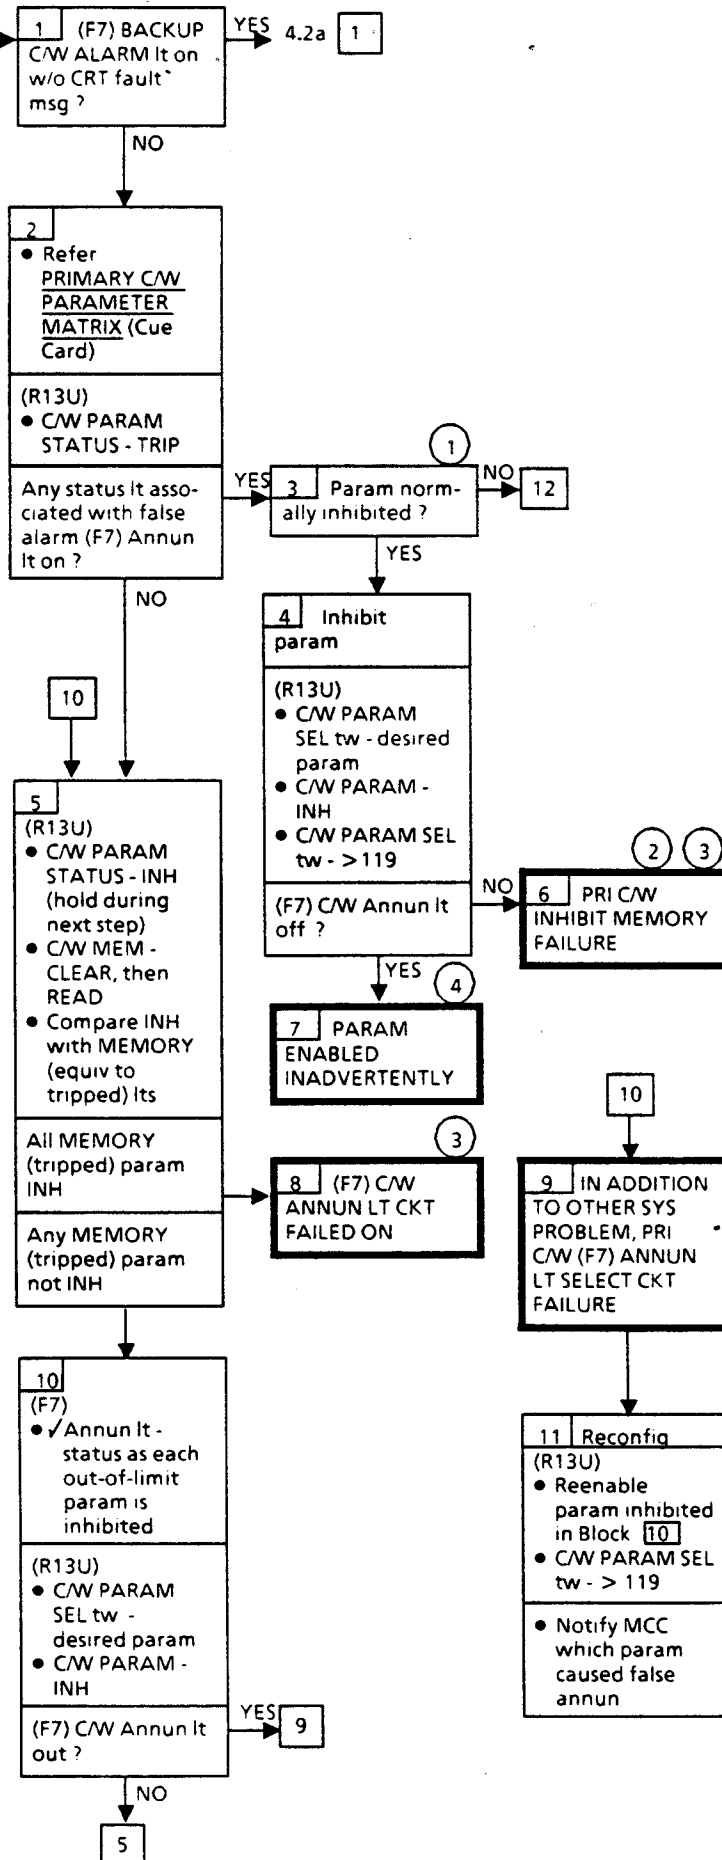 1 (F7) BACKUP
C/W ALARM lt on
w/o CRT fault
msg ?
YES
4.2a 1
NO
2
● Refer
PRIMARY C/W
PARAMETER
MATRIX (Cue
Card)
(R13U)
● C/W PARAM
STATUS - TRIP
Any status lt asso-
ciated with false
alarm (F7) Annun
lt on ?
YES
NO
1
3 Param norm-
ally inhibited ?
NO
12
YES
4 Inhibit
param
(R13U)
● C/W PARAM
SEL tw - desired
param
● C/W PARAM -
INH
● C/W PARAM SEL
tw - > 119
(F7) C/W Annun lt
off ?
NO
YES
2 3
6 PRI C/W
INHIBIT MEMORY
FAILURE
4
7 PARAM
ENABLED
INADVERTENTLY
10
5
(R13U)
● C/W PARAM
STATUS - INH
(hold during
next step)
● C/W MEM -
CLEAR, then
READ
● Compare INH
with MEMORY
(equiv to
tripped) lts
All MEMORY
(tripped) param
INH
Any MEMORY
(tripped) param
not INH
3
8 (F7) C/W
ANNUN LT CKT
FAILED ON
10
9 IN ADDITION
TO OTHER SYS
PROBLEM, PRI
C/W (F7) ANNUN
LT SELECT CKT
FAILURE
10
(F7)
● ✓Annun lt -
status as each
out-of-limit
param is
inhibited
(R13U)
● C/W PARAM
SEL tw -
desired param
● C/W PARAM -
INH
(F7) C/W Annun lt
out ?
YES
9
NO
5
11 Reconfig
(R13U)
● Reenable
param inhibited
in Block 10
● C/W PARAM SEL
tw - > 119
● Notify MCC
which param
caused false
annun